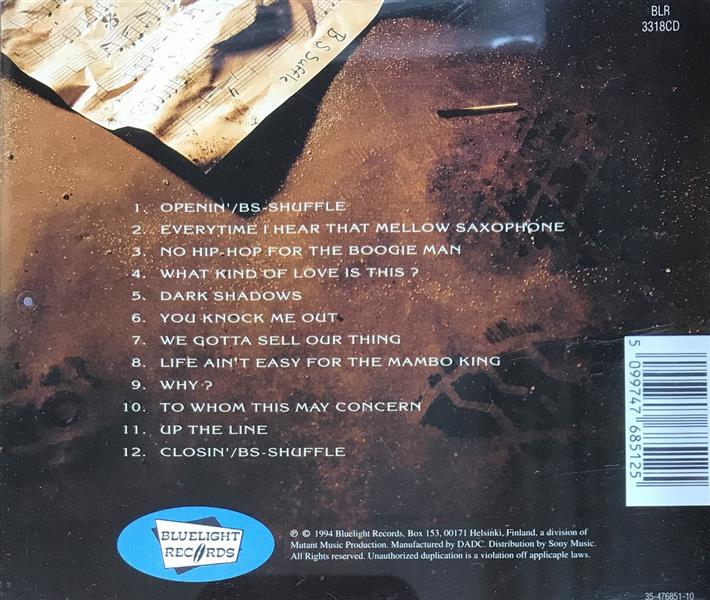 BLR
3318CD
B.S Suffle
1. OPENIN'/BS-SHUFFLE
2. EVERYTIME I HEAR THAT MELLOW SAXOPHONE
3. NO HIP-HOP FOR THE BOOGIE MAN
4. WHAT KIND OF LOVE IS THIS ?
5. DARK SHADOWS
6. YOU KNOCK ME OUT
7. WE GOTTA SELL OUR THING
8. LIFE AIN'T EASY FOR THE MAMBO KING
9. WHY ?
10. TO WHOM THIS MAY CONCERN
11. UP THE LINE
12. CLOSIN'/BS-SHUFFLE
5 099747 685125
BLUELIGHT
RECORDS
℗ © 1994 Bluelight Records, Box 153, 00171 Helsinki, Finland, a division of
Mutant Music Production. Manufactured by DADC. Distribution by Sony Music.
All Rights reserved. Unauthorized duplication is a violation off applicaple laws.
35-476851-10